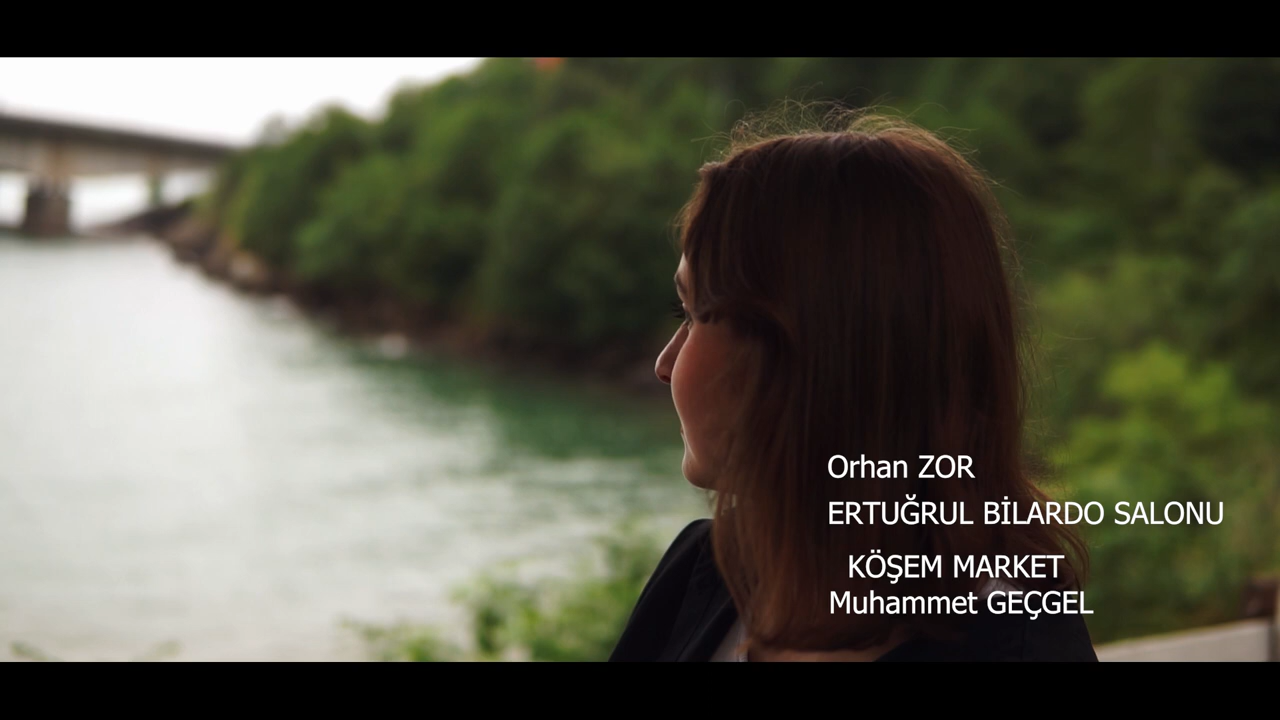 Orhan ZOR
ERTUĞRUL BİLARDO SALONU
KÖŞEM MARKET
Muhammet GEÇGEL